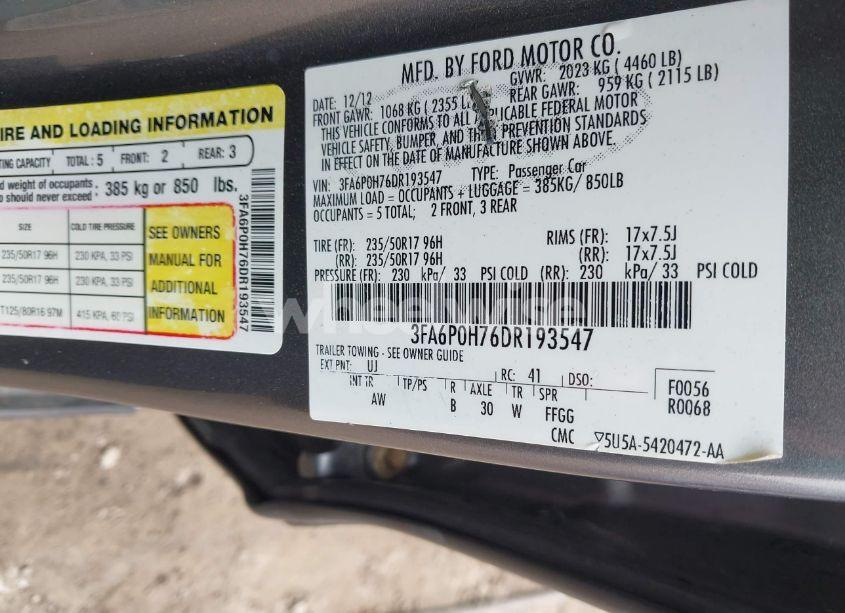 IRE AND LOADING INFORMATION
TING CAPACITY TOTAL: 5 FRONT: 2 REAR: 3
d weight of occupants
o should never exceed: 385 kg or 850 lbs.
SIZE COLD TIRE PRESSURE
235/50R17 96H 230 KPA, 33 PSI
235/50R17 96H 230 KPA, 33 PSI
T125/80R16 97M 415 KPA, 60 PSI
SEE OWNERS
MANUAL FOR
ADDITIONAL
INFORMATION
3FA6P0H76DR193547
MFD. BY FORD MOTOR CO.
DATE: 12/12 GVWR: 2023 KG ( 4460 LB)
FRONT GAWR: 1068 KG ( 2355 L REAR GAWR: 959 KG ( 2115 LB)
THIS VEHICLE CONFORMS TO ALL APPLICABLE FEDERAL MOTOR
VEHICLE SAFETY, BUMPER, AND THEFT PREVENTION STANDARDS
IN EFFECT ON THE DATE OF MANUFACTURE SHOWN ABOVE.
VIN: 3FA6P0H76DR193547 TYPE: Passenger Car
MAXIMUM LOAD = OCCUPANTS + LUGGAGE = 385KG/ 850LB
OCCUPANTS = 5 TOTAL; 2 FRONT, 3 REAR
TIRE (FR): 235/50R17 96H RIMS (FR): 17x7.5J
(RR): 235/50R17 96H (RR): 17x7.5J
PRESSURE (FR): 230 kPa/ 33 PSI COLD (RR): 230 kPa/ 33 PSI COLD
wheelwise
3FA6P0H76DR193547
TRAILER TOWING - SEE OWNER GUIDE
EXT PNT: UJ RC: 41 DSO:
INT TR TP/PS R AXLE TR SPR
AW B 30 W FFGG
F0056
R0068
CMC 5U5A-5420472-AA